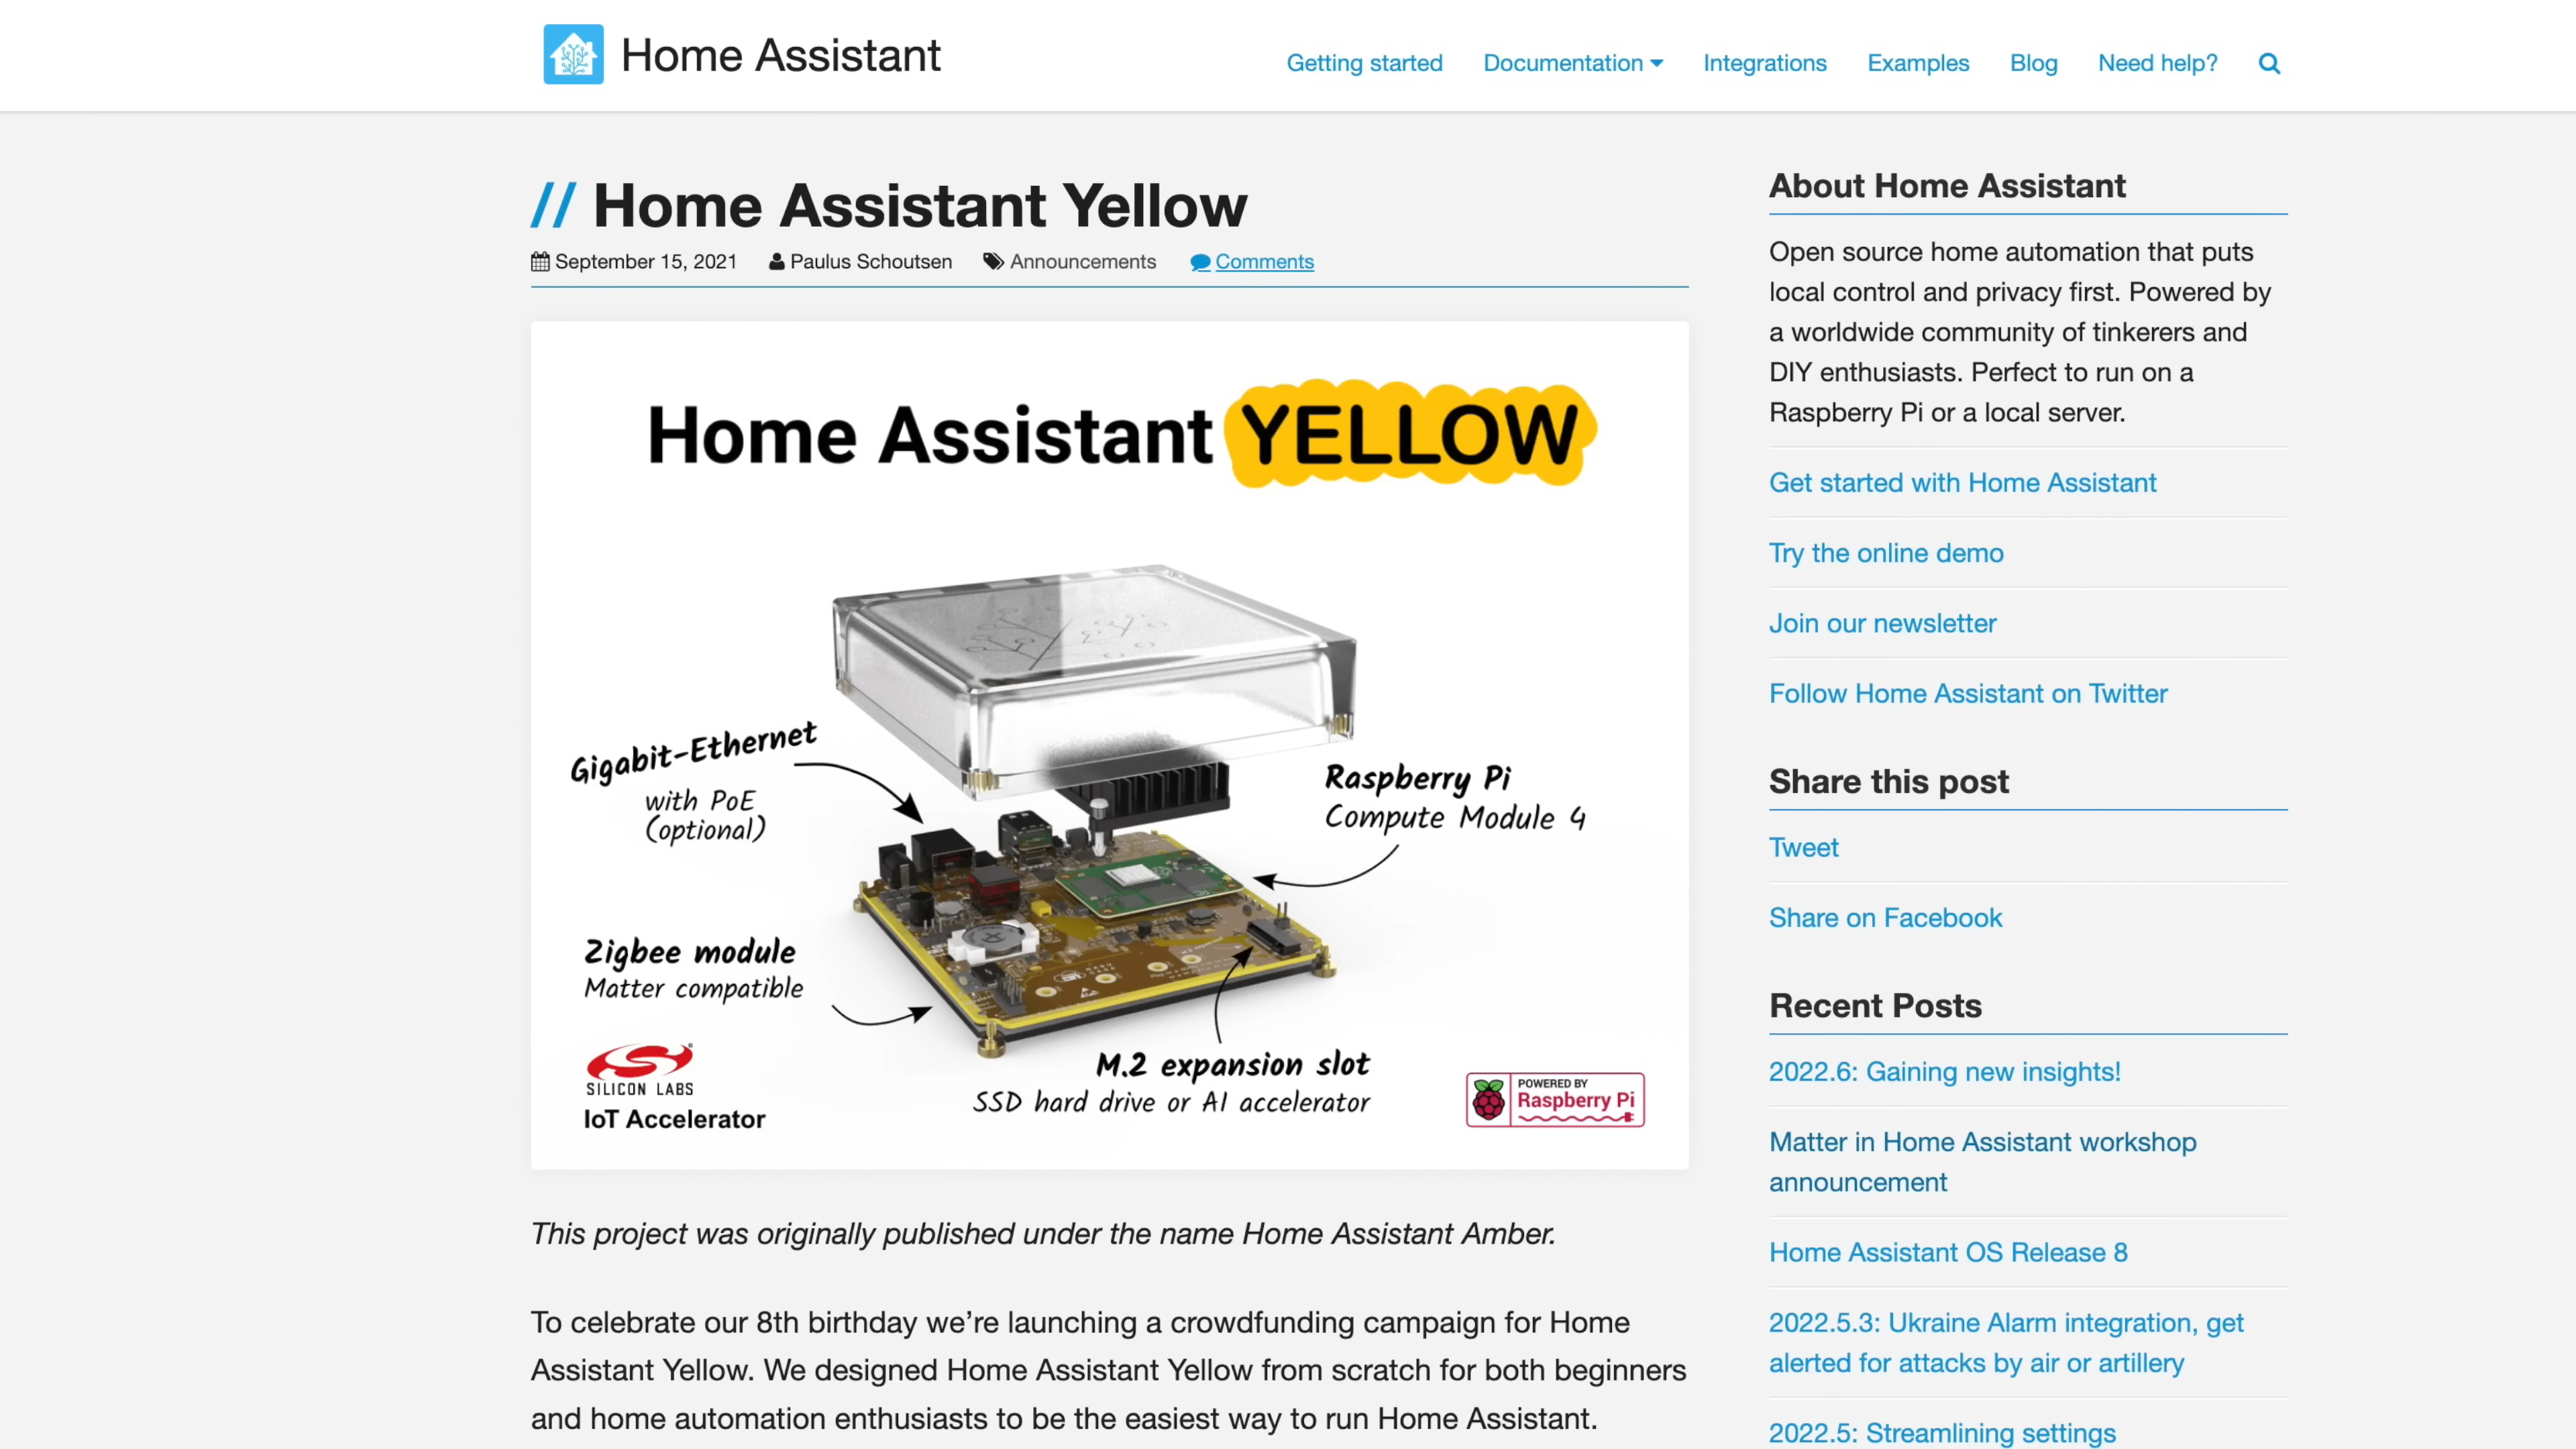 Home Assistant
Getting started
Documentation
Integrations
Examples
Blog
Need help?
// Home Assistant Yellow
September 15, 2021
Paulus Schoutsen
Announcements
Comments
Home Assistant YELLOW
Gigabit-Ethernet
with PoE
(optional)
Raspberry Pi
Compute Module 4
Zigbee module
Matter compatible
SILICON LABS
IoT Accelerator
M.2 expansion slot
SSD hard drive or AI accelerator
POWERED BY
Raspberry Pi
This project was originally published under the name Home Assistant Amber.
To celebrate our 8th birthday we’re launching a crowdfunding campaign for Home
Assistant Yellow. We designed Home Assistant Yellow from scratch for both beginners
and home automation enthusiasts to be the easiest way to run Home Assistant.
About Home Assistant
Open source home automation that puts
local control and privacy first. Powered by
a worldwide community of tinkerers and
DIY enthusiasts. Perfect to run on a
Raspberry Pi or a local server.
Get started with Home Assistant
Try the online demo
Join our newsletter
Follow Home Assistant on Twitter
Share this post
Tweet
Share on Facebook
Recent Posts
2022.6: Gaining new insights!
Matter in Home Assistant workshop
announcement
Home Assistant OS Release 8
2022.5.3: Ukraine Alarm integration, get
alerted for attacks by air or artillery
2022.5: Streamlining settings